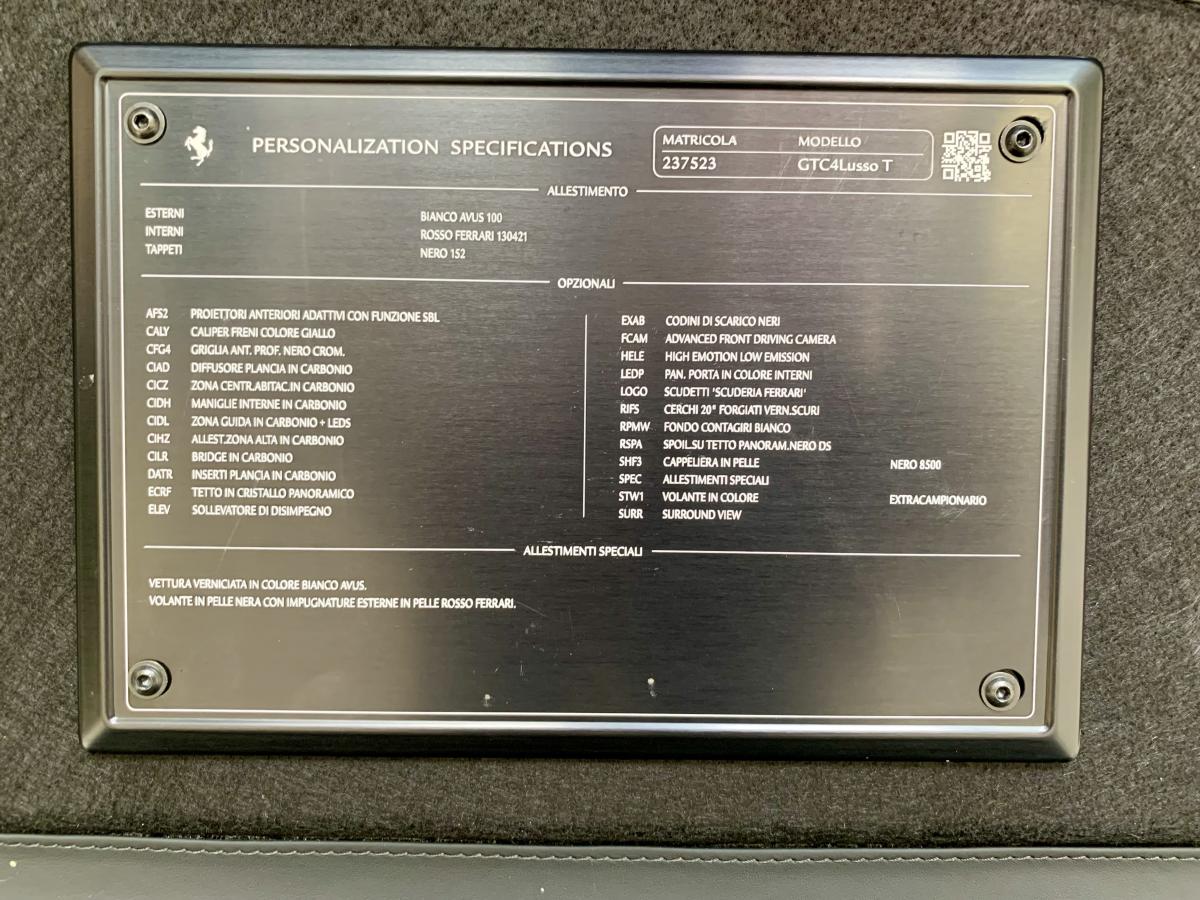 PERSONALIZATION SPECIFICATIONS
MATRICOLA MODELLO
237523 GTC4Lusso T
ALLESTIMENTO
ESTERNI BIANCO AVUS 100
INTERNI ROSSO FERRARI 130421
TAPPETI NERO 152
OPZIONALI
AFS2 PROIETTORI ANTERIORI ADATTIVI CON FUNZIONE SBL
CALY CALIPER FRENI COLORE GIALLO
CFG4 GRIGLIA ANT. PROF. NERO CROM.
CIAD DIFFUSORE PLANCIA IN CARBONIO
CICZ ZONA CENTR.ABITAC.IN CARBONIO
CIDH MANIGLIE INTERNE IN CARBONIO
CIDL ZONA GUIDA IN CARBONIO + LEDS
CIHZ ALLEST.ZONA ALTA IN CARBONIO
CILR BRIDGE IN CARBONIO
DATR INSERTI PLANCIA IN CARBONIO
ECRF TETTO IN CRISTALLO PANORAMICO
ELEV SOLLEVATORE DI DISIMPEGNO
EXAB CODINI DI SCARICO NERI
FCAM ADVANCED FRONT DRIVING CAMERA
HELE HIGH EMOTION LOW EMISSION
LEDP PAN. PORTA IN COLORE INTERNI
LOGO SCUDETTI 'SCUDERIA FERRARI'
RIFS CERCHI 20" FORGIATI VERN.SCURI
RPMW FONDO CONTAGIRI BIANCO
RSPA SPOIL.SU TETTO PANORAM.NERO DS
SHF3 CAPPELIERA IN PELLE NERO 8500
SPEC ALLESTIMENTI SPECIALI
STW1 VOLANTE IN COLORE EXTRACAMPIONARIO
SURR SURROUND VIEW
ALLESTIMENTI SPECIALI
VETTURA VERNICIATA IN COLORE BIANCO AVUS.
VOLANTE IN PELLE NERA CON IMPUGNATURE ESTERNE IN PELLE ROSSO FERRARI.